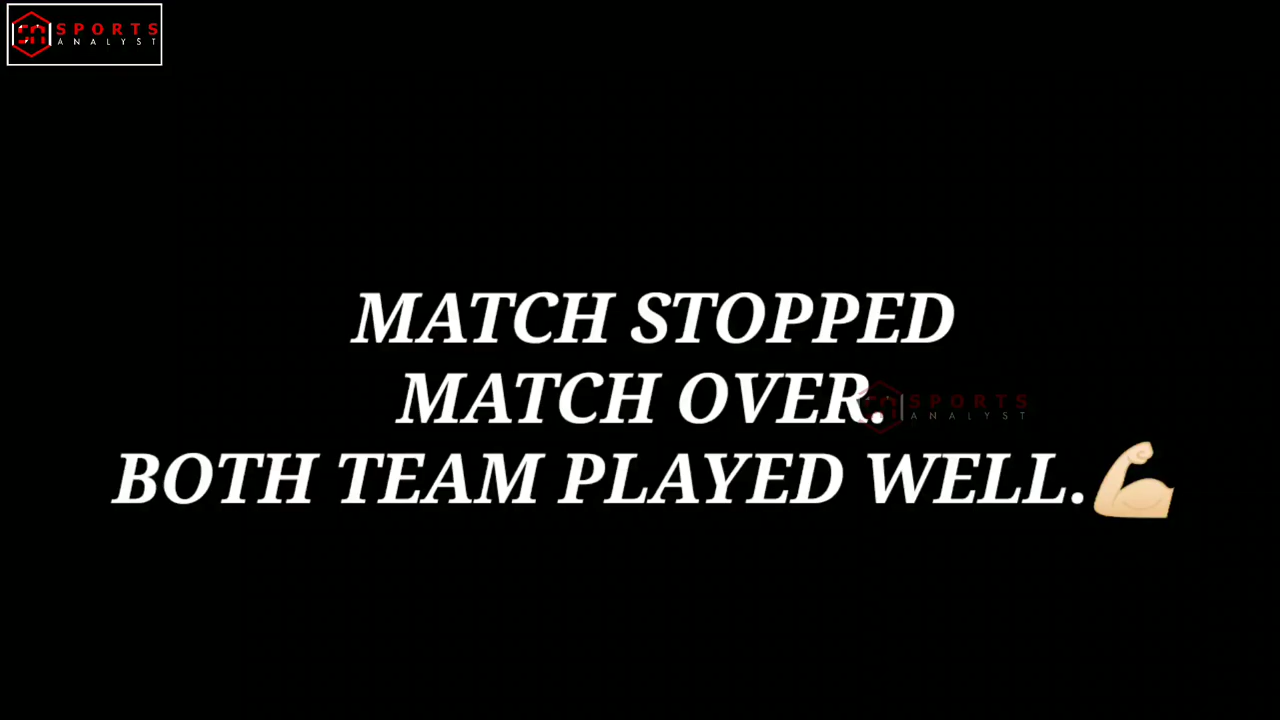 SPORTS
ANALYST
MATCH STOPPED
MATCH OVER.
SPORTS
ANALYST
BOTH TEAM PLAYED WELL.💪🏻